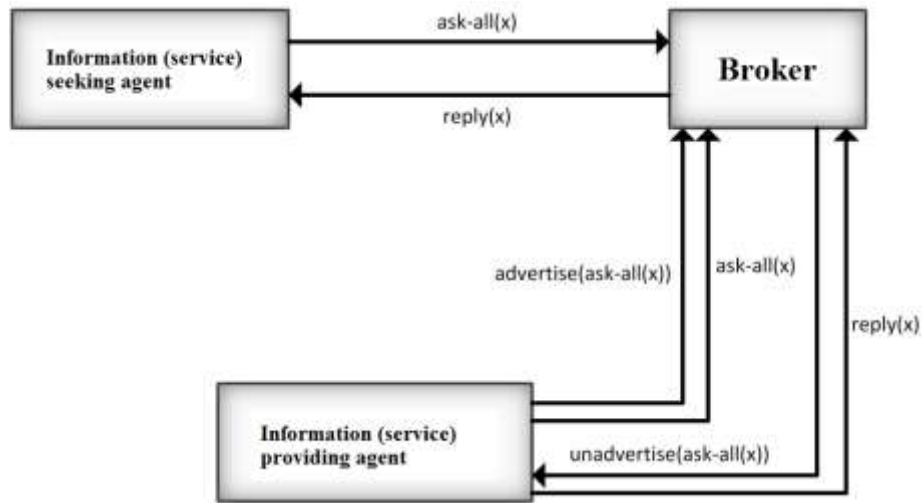 ask-all(x)
Information (service)
seeking agent
Broker
reply(x)
advertise(ask-all(x))
ask-all(x)
reply(x)
Information (service)
providing agent
unadvertise(ask-all(x))